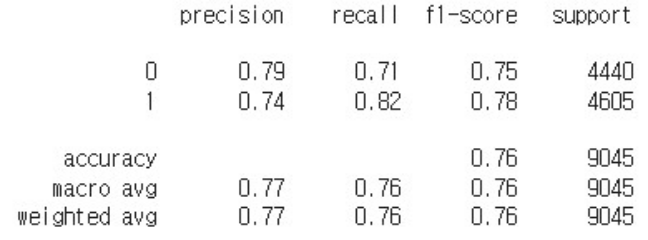 precision recall f1-score support
0 0.79 0.71 0.75 4440
1 0.74 0.82 0.78 4605
accuracy 0.76 9045
macro avg 0.77 0.76 0.76 9045
weighted avg 0.77 0.76 0.76 9045